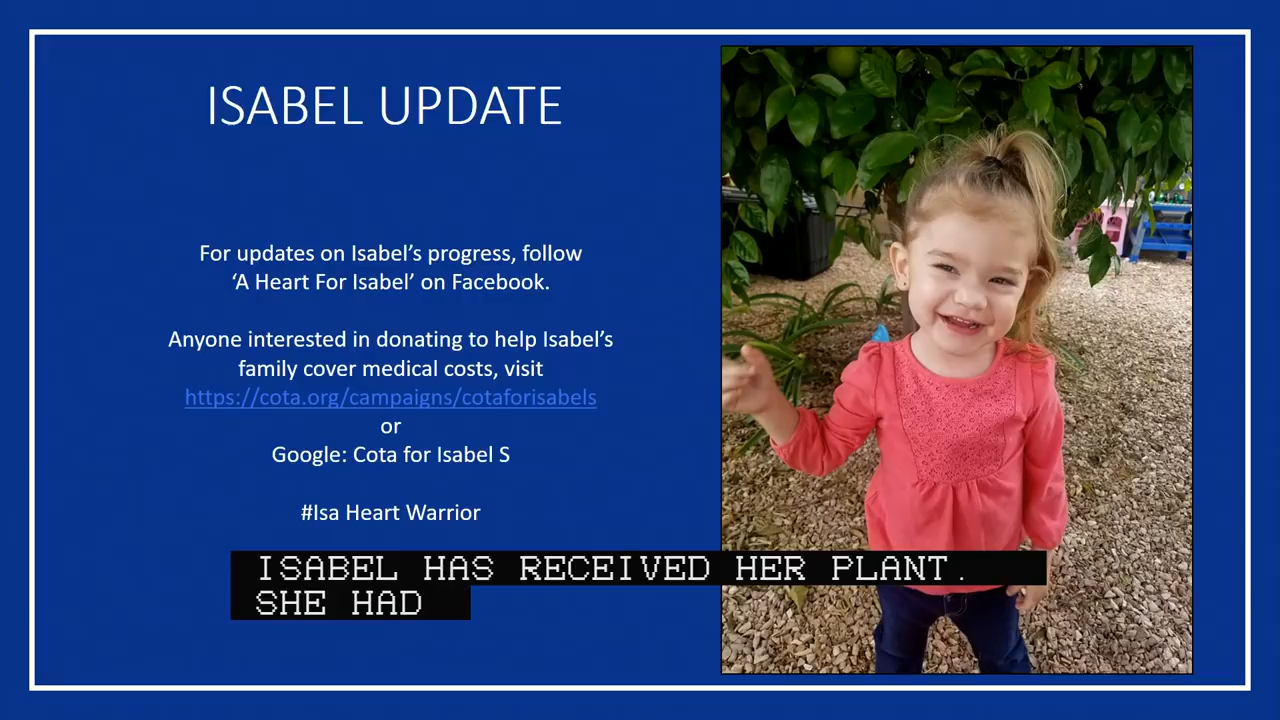 ISABEL UPDATE
For updates on Isabel's progress, follow
'A Heart For Isabel' on Facebook.
Anyone interested in donating to help Isabel's
family cover medical costs, visit
https://cota.org/campaigns/cotaforisabels
or
Google: Cota for Isabel S
#Isa Heart Warrior
ISABEL HAS RECEIVED HER PLANT.
SHE HAD